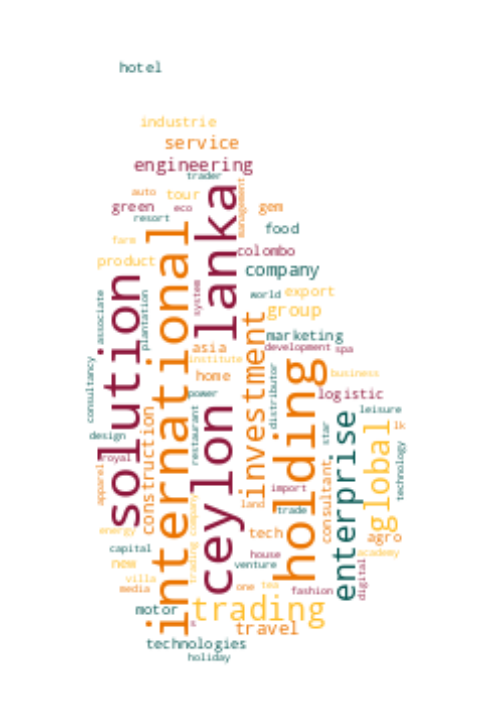 hotel
industrie
service
engineering
trader
auto
tour
management
green
eco
gem
resort
lanka
food
farm
international
colombo
product
company
solution
system
world
export
associate
plantation
group
investment
marketing
asia
development
spa
institute
holding
consultancy
home
distributor
business
power
logistic
ceylon
restaurant
leisure
construction
enterprise
global
star
lk
design
royal
consultant
technology
apparel
import
trading company
land
trade
energy
tech
agro
capital
house
academy
new
venture
digital
villa
one
tea
media
fashion
motor
trading
s
travel
technologies
holiday